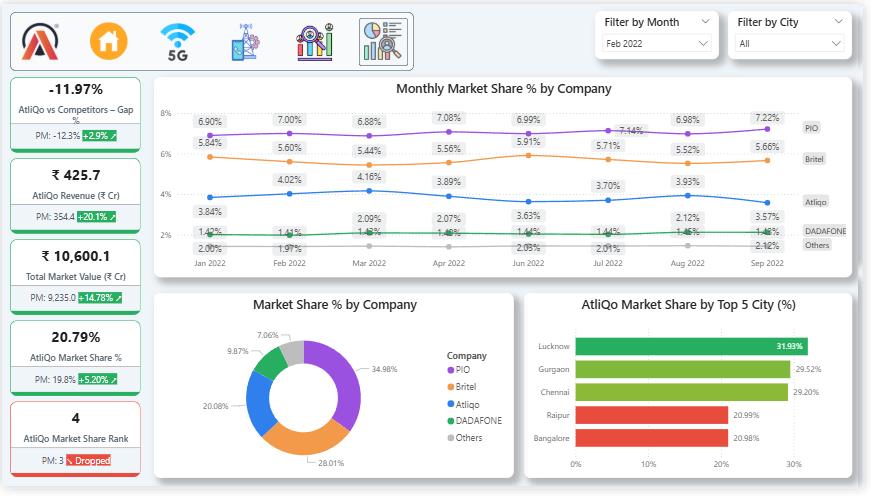 5G
Filter by Month
Feb 2022
Filter by City
All
-11.97%
AtliQo vs Competitors – Gap
%
PM: -12.3% +2.9% ↗
₹ 425.7
AtliQo Revenue (₹ Cr)
PM: 354.4 +20.1% ↗
₹ 10,600.1
Total Market Value (₹ Cr)
PM: 9,235.0 +14.78% ↗
20.79%
AtliQo Market Share %
PM: 19.8% +5.20% ↗
4
AtliQo Market Share Rank
PM: 3 ↘ Dropped
Monthly Market Share % by Company
8%
6%
4%
2%
6.90% 7.00% 6.88% 7.08% 6.99% 7.14% 6.98% 7.22% PIO
5.84% 5.60% 5.44% 5.56% 5.91% 5.71% 5.52% 5.66% Britel
3.84% 4.02% 4.16% 3.89% 3.63% 3.70% 3.93% 3.57% Atliqo
2.00% 1.97% 2.09% 2.07% 2.03% 2.01% 2.12% 2.12% DADAFONE
1.42% 1.41% 1.44% 1.44% Others
Jan 2022 Feb 2022 Mar 2022 Apr 2022 Jun 2022 Jul 2022 Aug 2022 Sep 2022
Market Share % by Company
7.06%
9.87%
34.98%
20.08%
28.01%
Company
PIO
Britel
Atliqo
DADAFONE
Others
AtliQo Market Share by Top 5 City (%)
Lucknow 31.93%
Gurgaon 29.52%
Chennai 29.20%
Raipur 20.99%
Bangalore 20.98%
0% 10% 20% 30%